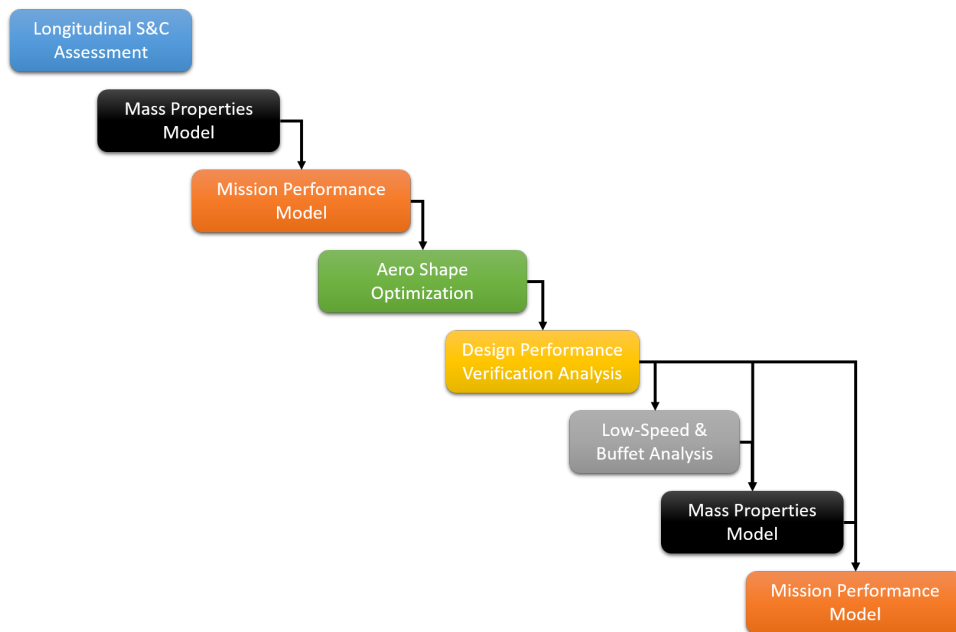 Longitudinal S&C
Assessment
Mass Properties
Model
Mission Performance
Model
Aero Shape
Optimization
Design Performance
Verification Analysis
Low-Speed &
Buffet Analysis
Mass Properties
Model
Mission Performance
Model